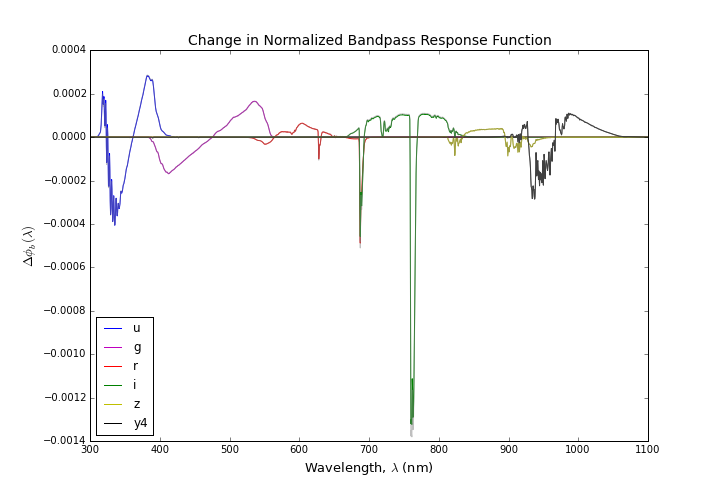 Change in Normalized Bandpass Response Function
0.0004
0.0002
0.0000
−0.0002
−0.0004
−0.0006
−0.0008
−0.0010
−0.0012
−0.0014
Δϕ_b(λ)
u
g
r
i
z
y4
300 400 500 600 700 800 900 1000 1100
Wavelength, λ (nm)